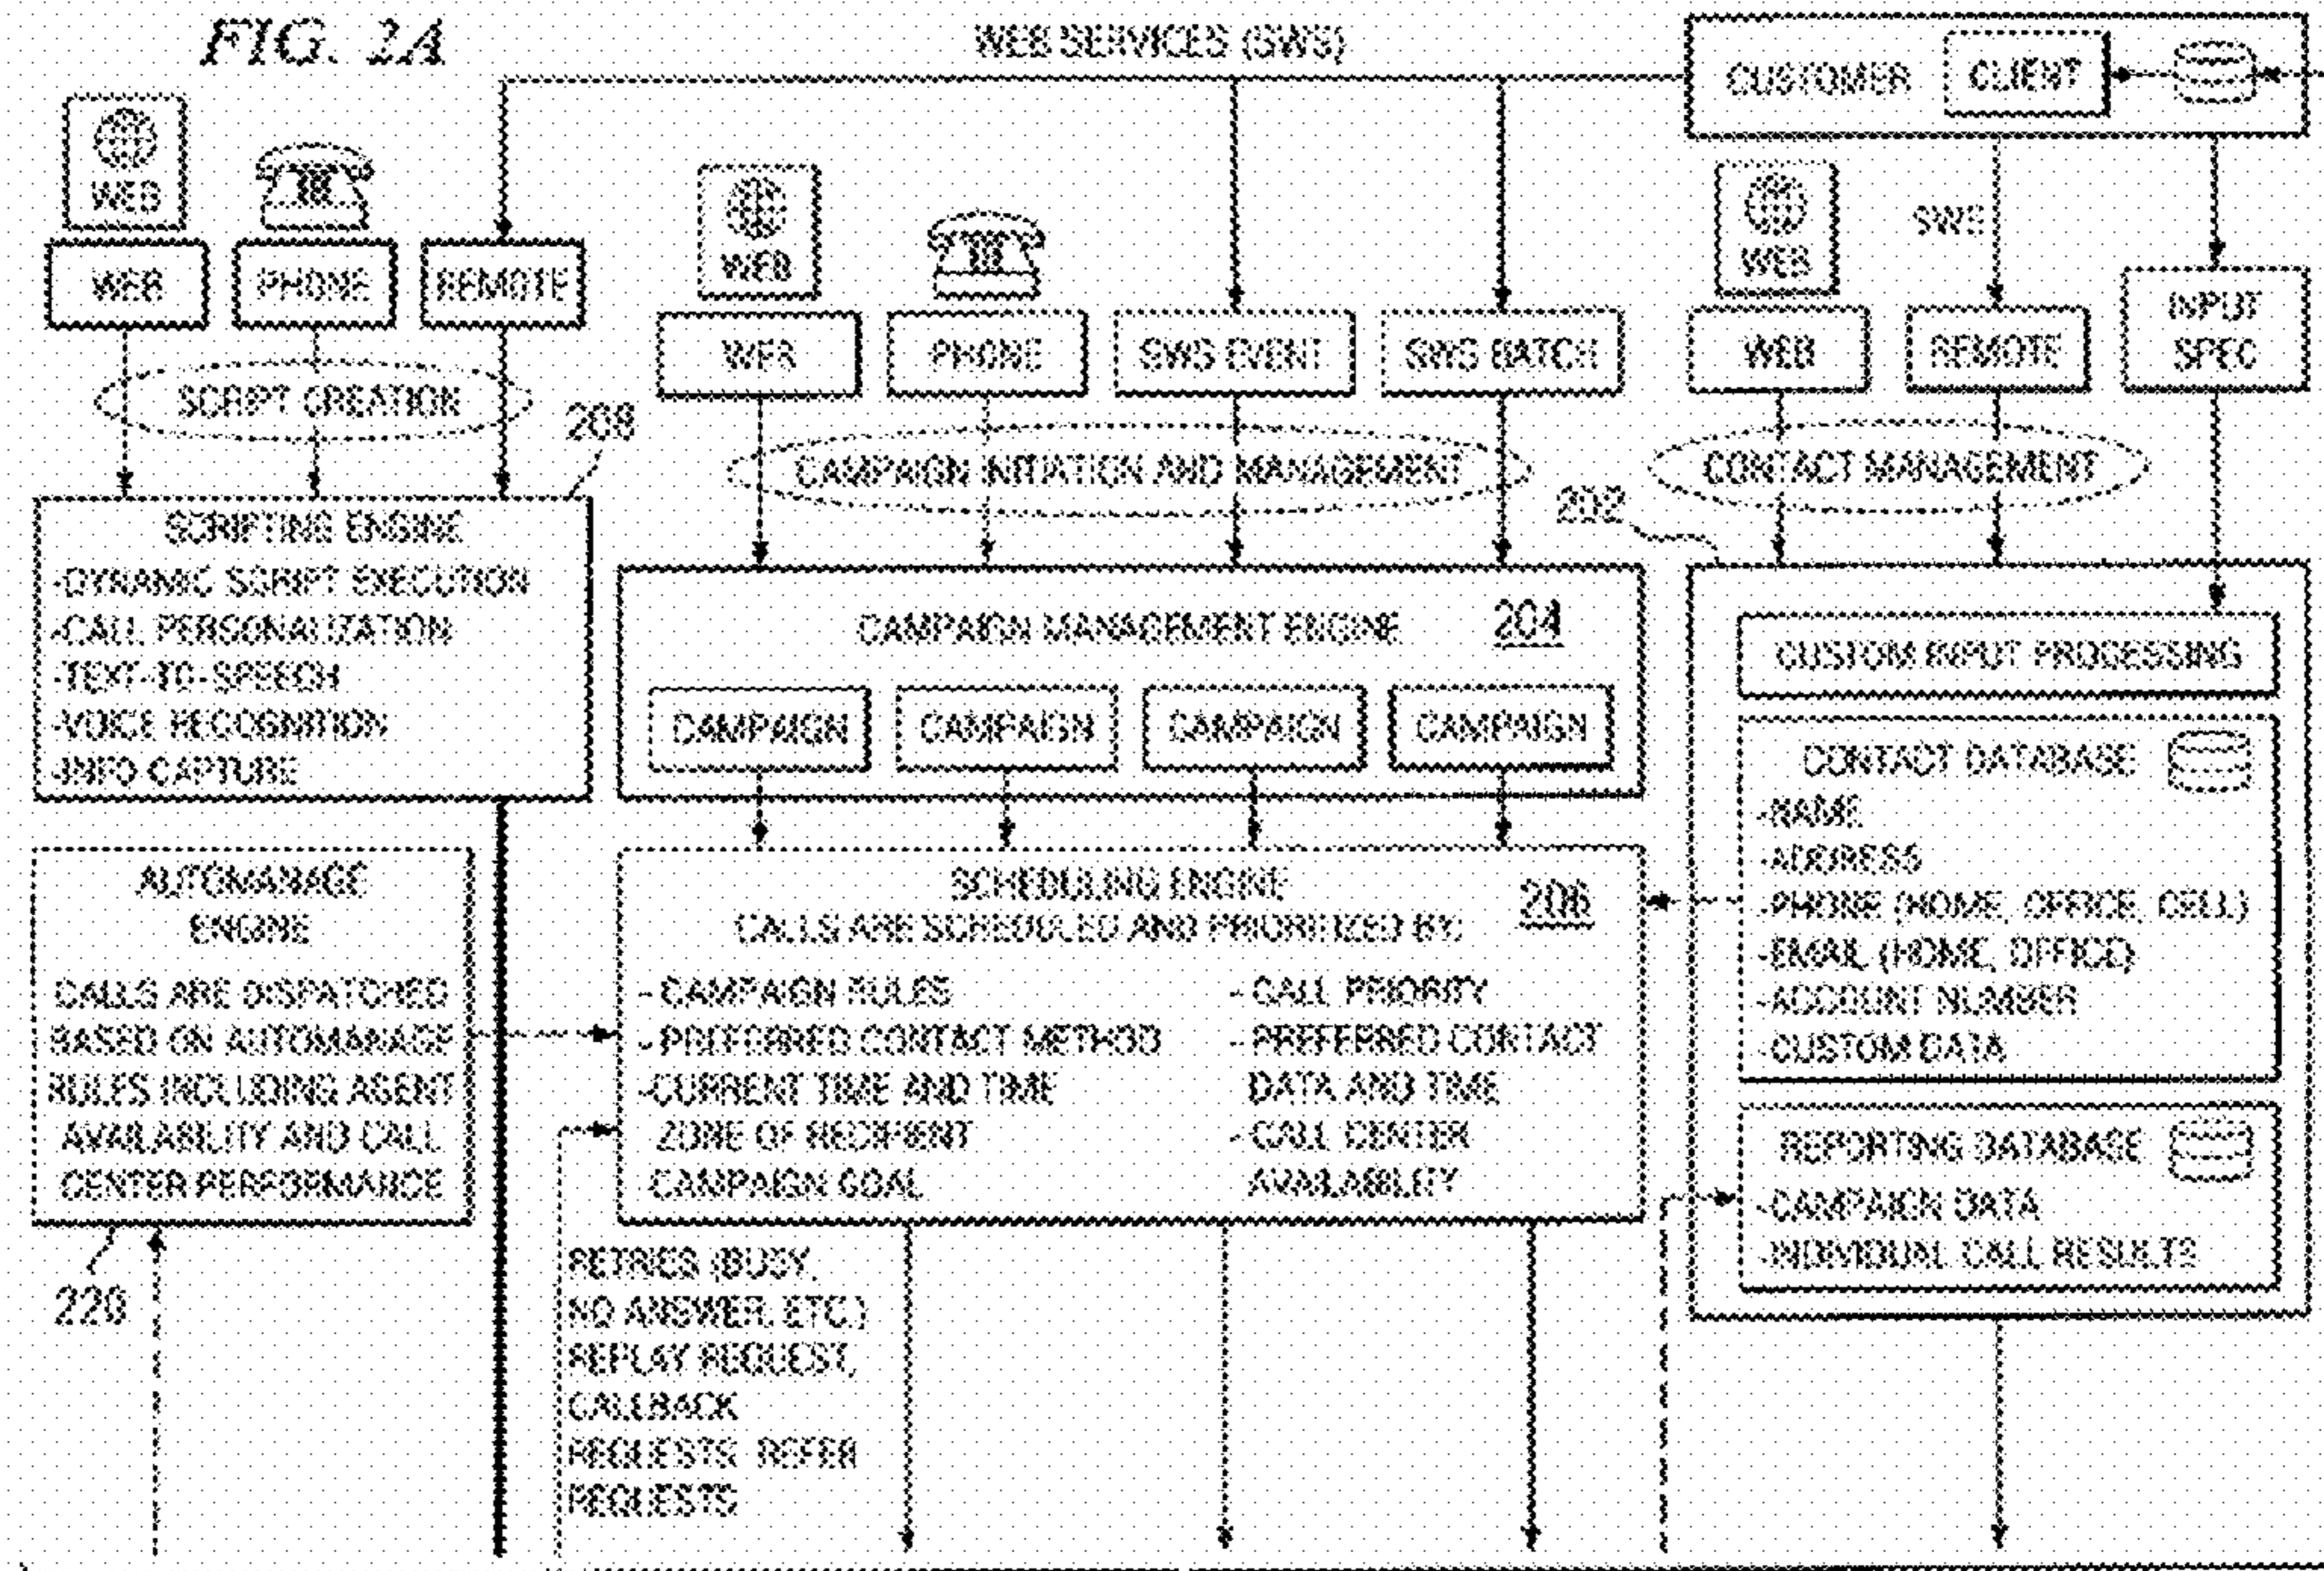 FIG. 2A
WEB SERVICES (SWS)
CUSTOMER
CLIENT
WEB
WEB
PHONE
REMOTE
SCRIPT CREATION
208
SCRIPTING ENGINE
-DYNAMIC SCRIPT EXECUTION
-CALL PERSONALIZATION
-TEXT-TO-SPEECH
-VOICE RECOGNITION
-INFO CAPTURE
WEB
WEB
PHONE
SWS EVENT
SWS BATCH
CAMPAIGN INITIATION AND MANAGEMENT
CAMPAIGN MANAGEMENT ENGINE
204
CAMPAIGN
CAMPAIGN
CAMPAIGN
CAMPAIGN
WEB
SWS
WEB
REMOTE
INPUT
SPEC
CONTACT MANAGEMENT
202
CUSTOM INPUT PROCESSING
CONTACT DATABASE
-NAME
-ADDRESS
-PHONE (HOME, OFFICE, CELL)
-EMAIL (HOME, OFFICE)
-ACCOUNT NUMBER
-CUSTOM DATA
REPORTING DATABASE
-CAMPAIGN DATA
-INDIVIDUAL CALL RESULTS
AUTOMANAGE
ENGINE
CALLS ARE DISPATCHED
BASED ON AUTOMANAGE
RULES INCLUDING AGENT
AVAILABILITY AND CALL
CENTER PERFORMANCE
220
SCHEDULING ENGINE
206
CALLS ARE SCHEDULED AND PRIORITIZED BY:
- CAMPAIGN RULES
- PREFERRED CONTACT METHOD
-CURRENT TIME AND TIME
ZONE OF RECIPIENT
CAMPAIGN GOAL
- CALL PRIORITY
- PREFERRED CONTACT
DATA AND TIME
- CALL CENTER
AVAILABILITY
RETRIES (BUSY,
NO ANSWER, ETC.)
REPLAY REQUEST,
CALLBACK
REQUESTS REFER
REQUESTS